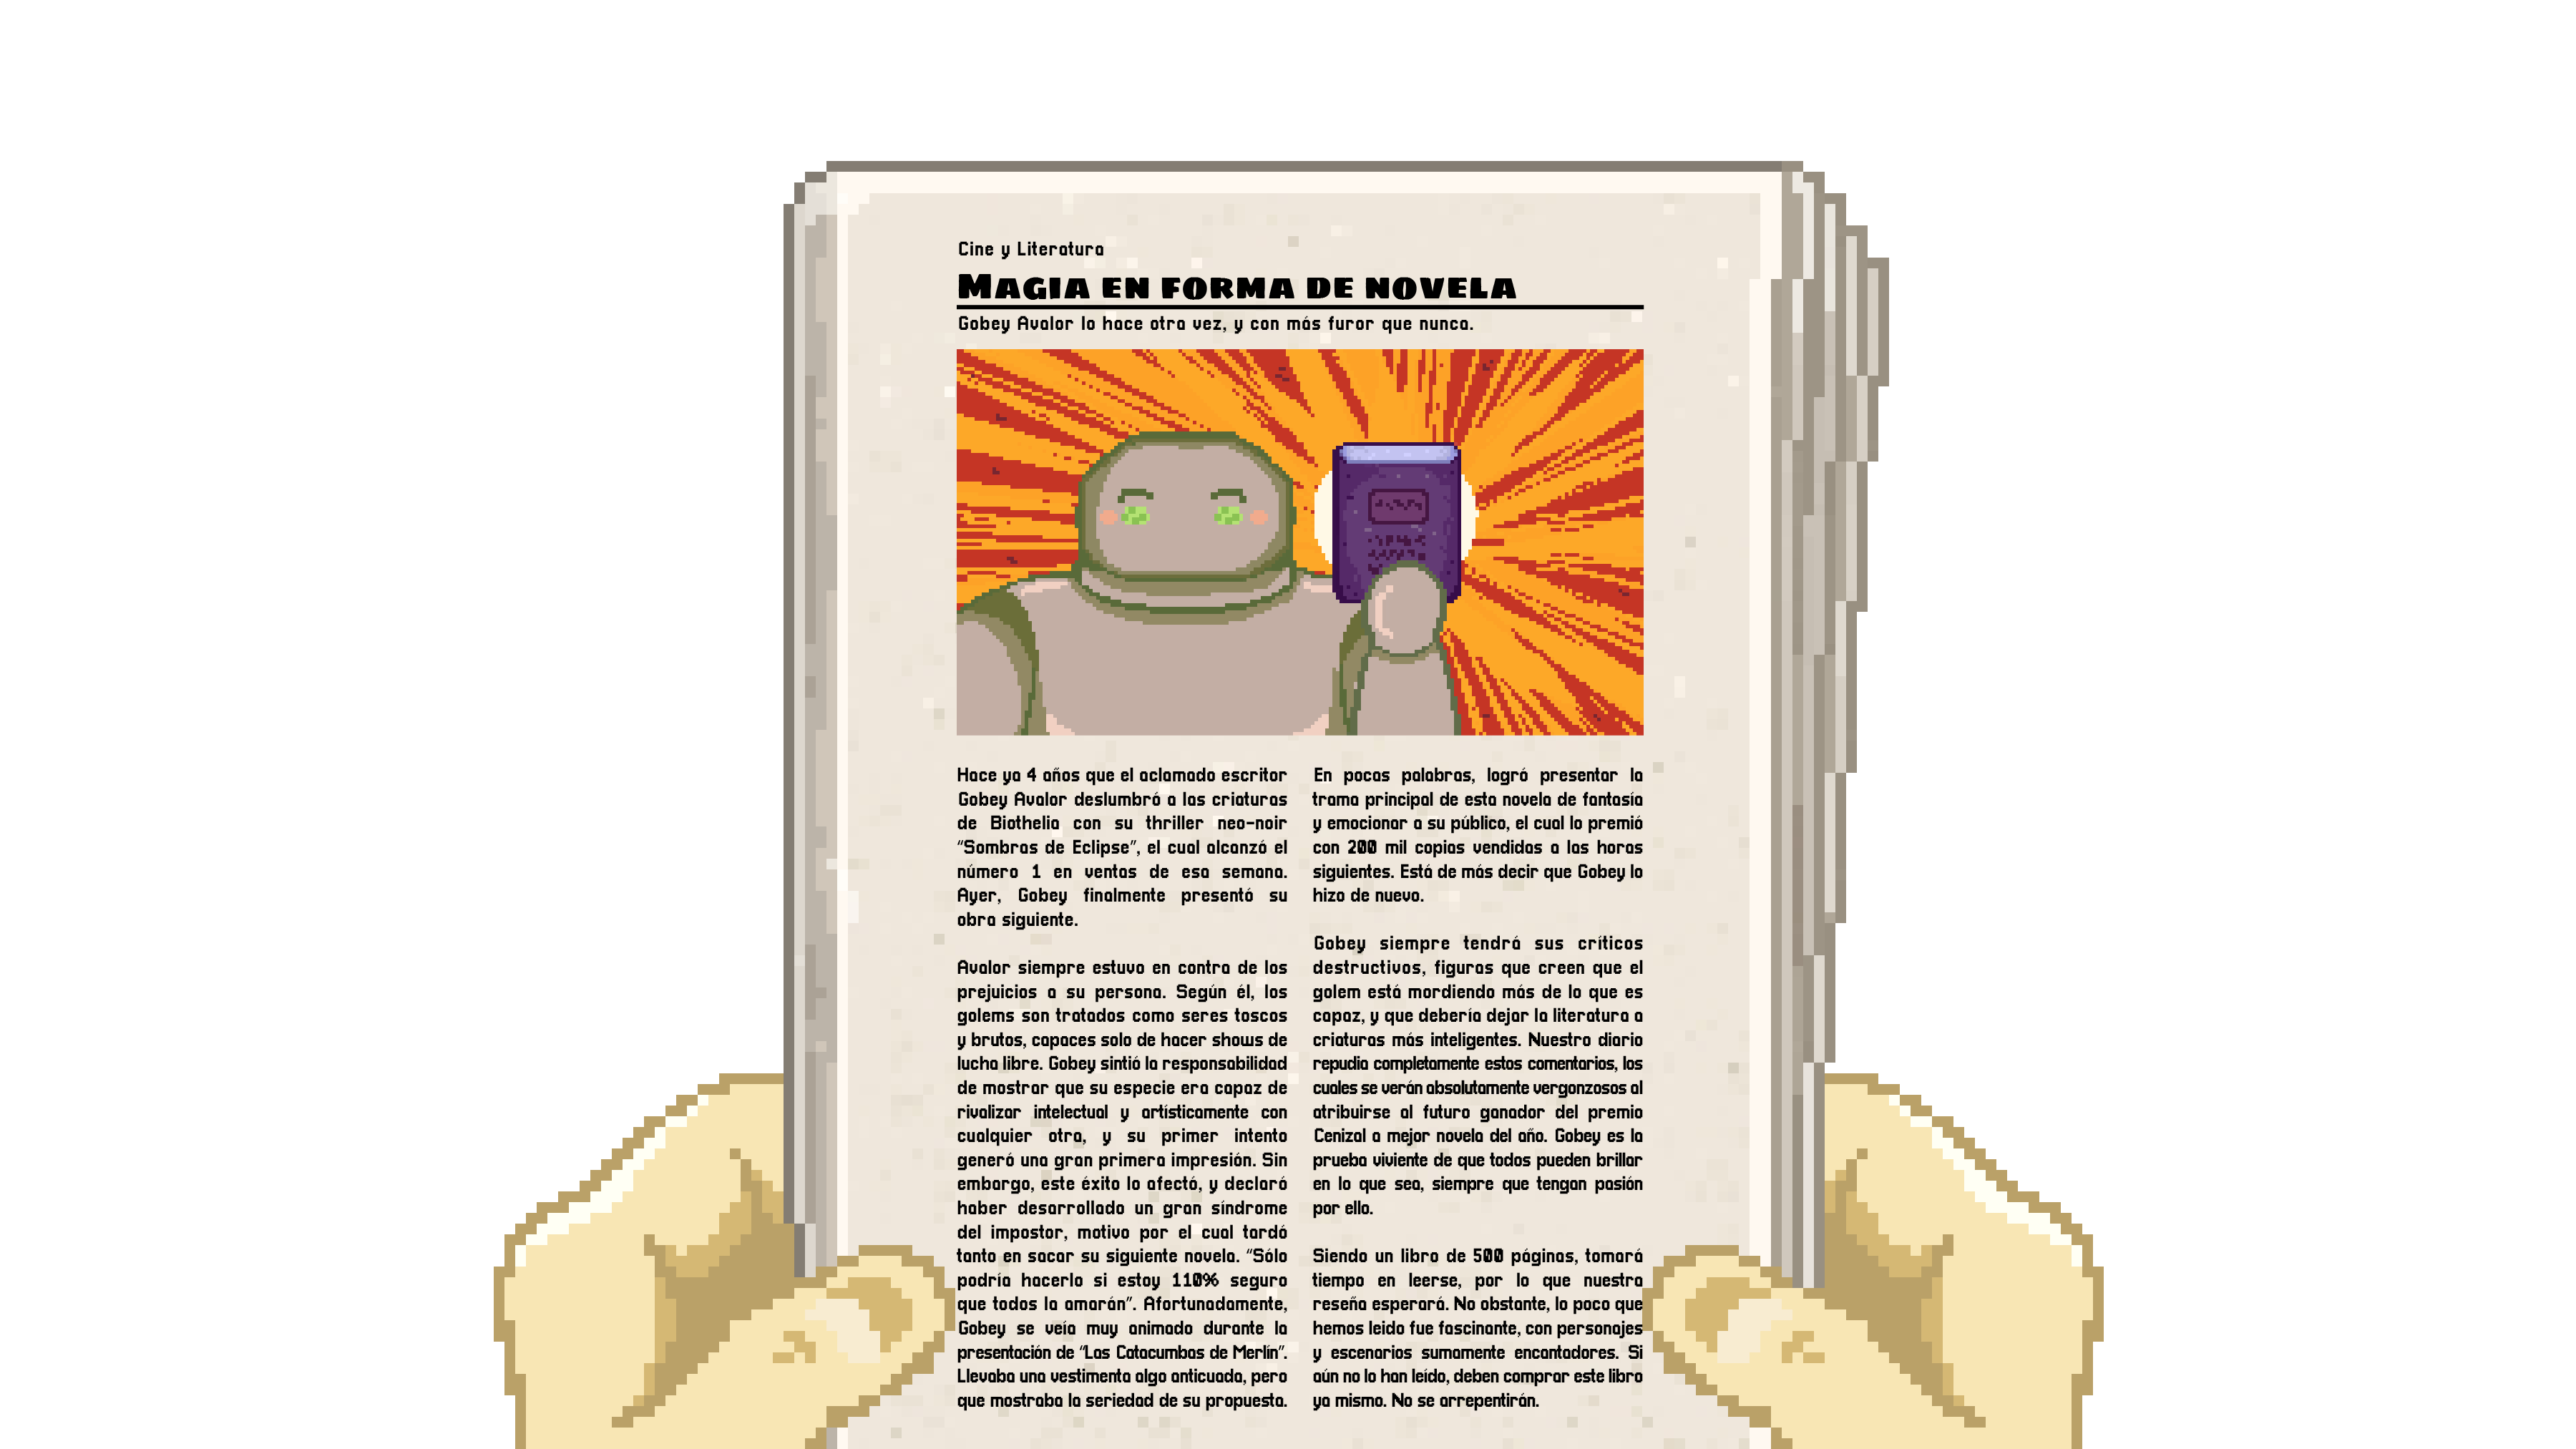 Cine y Literatura
MAGIA EN FORMA DE NOVELA
Gobey Avalor lo hace otra vez, y con más furor que nunca.
Hace ya 4 años que el aclamado escritor
Gobey Avalor deslumbró a las criaturas
de Biothelia con su thriller neo-noir
“Sombras de Eclipse”, el cual alcanzó el
número 1 en ventas de esa semana.
Ayer, Gobey finalmente presentó su
obra siguiente.
Avalor siempre estuvo en contra de los
prejuicios a su persona. Según él, los
golems son tratados como seres toscos
y brutos, capaces solo de hacer shows de
lucha libre. Gobey sintió la responsabilidad
de mostrar que su especie era capaz de
rivalizar intelectual y artísticamente con
cualquier otra, y su primer intento
generó una gran primera impresión. Sin
embargo, este éxito lo afectó, y declaró
haber desarrollado un gran síndrome
del impostor, motivo por el cual tardó
tanto en sacar su siguiente novela. “Sólo
podría hacerlo si estoy 110% seguro
que todos la amarán”. Afortunadamente,
Gobey se veía muy animado durante la
presentación de “Las Catacumbas de Merlín”.
Llevaba una vestimenta algo anticuada, pero
que mostraba la seriedad de su propuesta.
En pocas palabras, logró presentar la
trama principal de esta novela de fantasía
y emocionar a su público, el cual lo premió
con 200 mil copias vendidas a las horas
siguientes. Está de más decir que Gobey lo
hizo de nuevo.
Gobey siempre tendrá sus críticos
destructivos, figuras que creen que el
golem está mordiendo más de lo que es
capaz, y que debería dejar la literatura a
criaturas más inteligentes. Nuestro diario
repudia completamente estos comentarios, los
cuales se verán absolutamente vergonzosos al
atribuirse al futuro ganador del premio
Cenizal a mejor novela del año. Gobey es la
prueba viviente de que todos pueden brillar
en lo que sea, siempre que tengan pasión
por ello.
Siendo un libro de 500 páginas, tomará
tiempo en leerse, por lo que nuestra
reseña esperará. No obstante, lo poco que
hemos leido fue fascinante, con personajes
y escenarios sumamente encantadores. Si
aún no lo han leído, deben comprar este libro
ya mismo. No se arrepentirán.